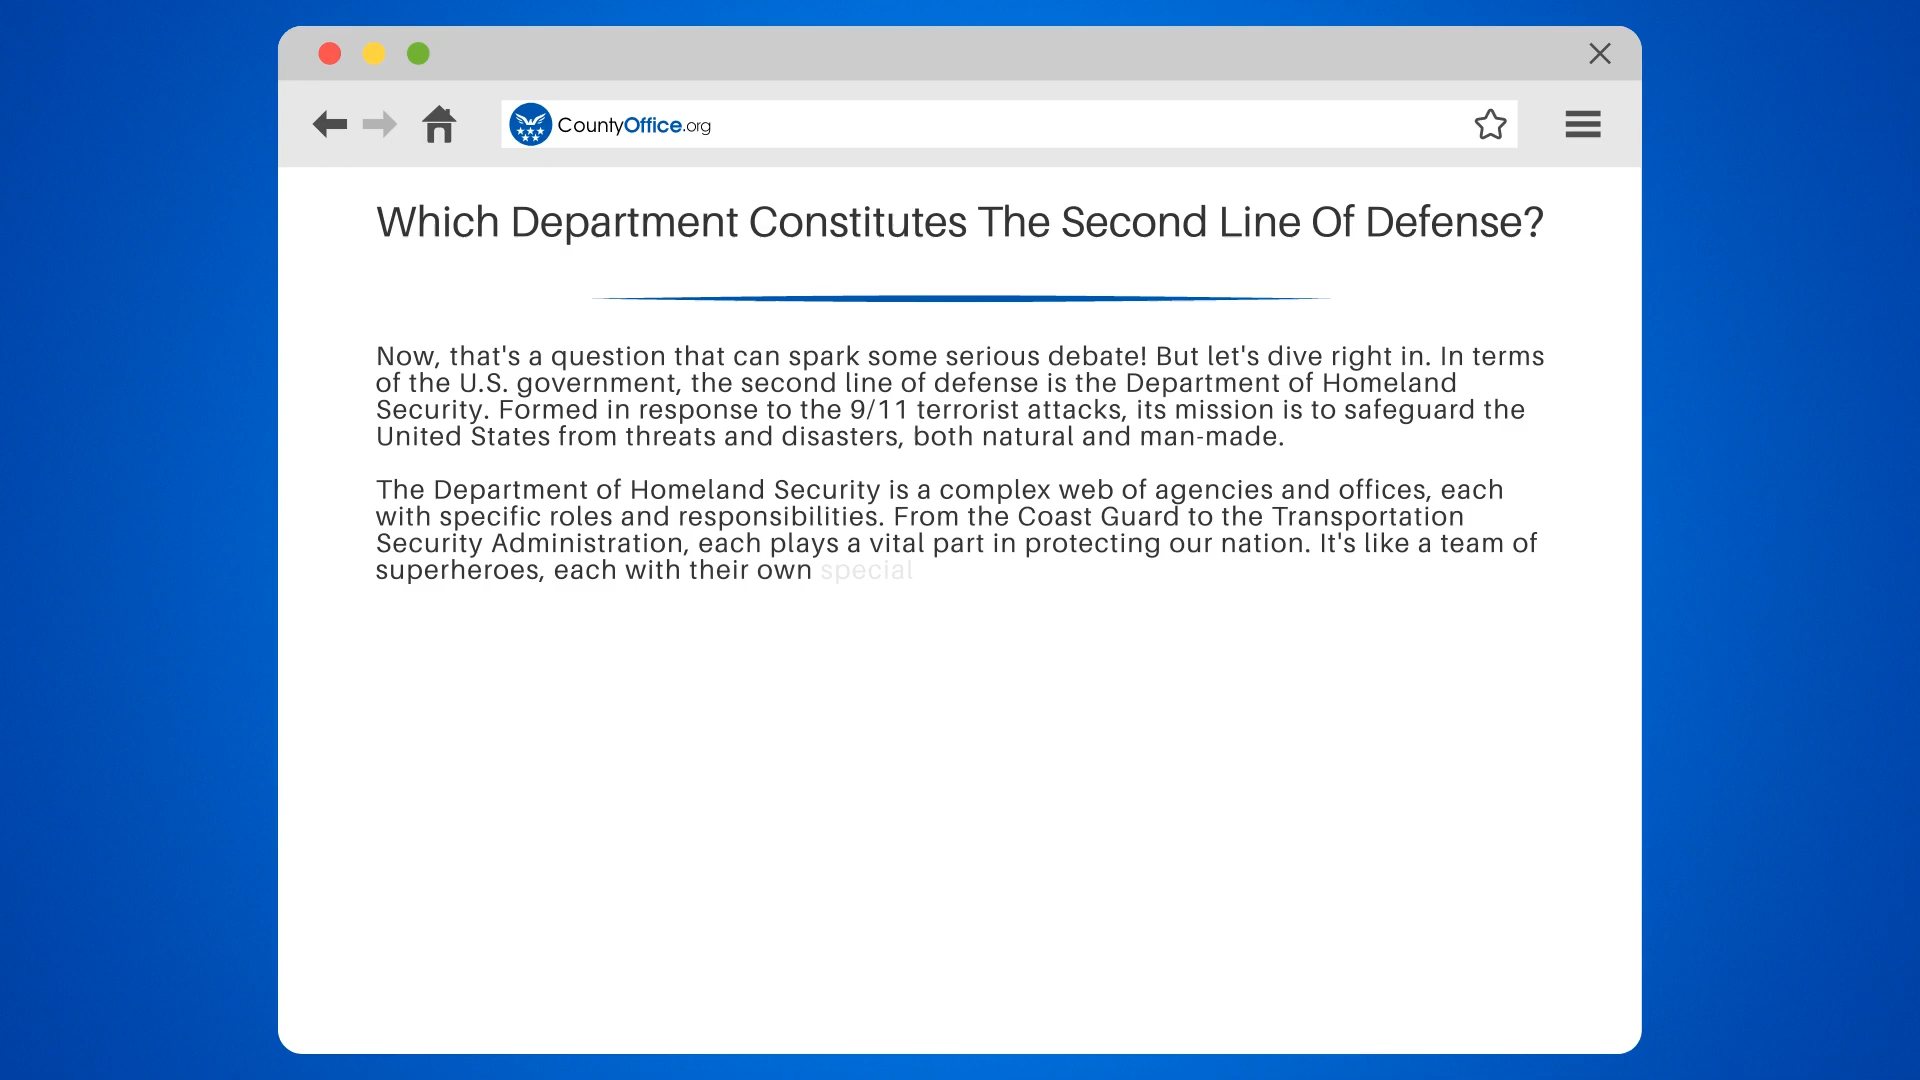 CountyOffice.org
Which Department Constitutes The Second Line Of Defense?
Now, that's a question that can spark some serious debate! But let's dive right in. In terms
of the U.S. government, the second line of defense is the Department of Homeland
Security. Formed in response to the 9/11 terrorist attacks, its mission is to safeguard the
United States from threats and disasters, both natural and man-made.
The Department of Homeland Security is a complex web of agencies and offices, each
with specific roles and responsibilities. From the Coast Guard to the Transportation
Security Administration, each plays a vital part in protecting our nation. It's like a team of
superheroes, each with their own special